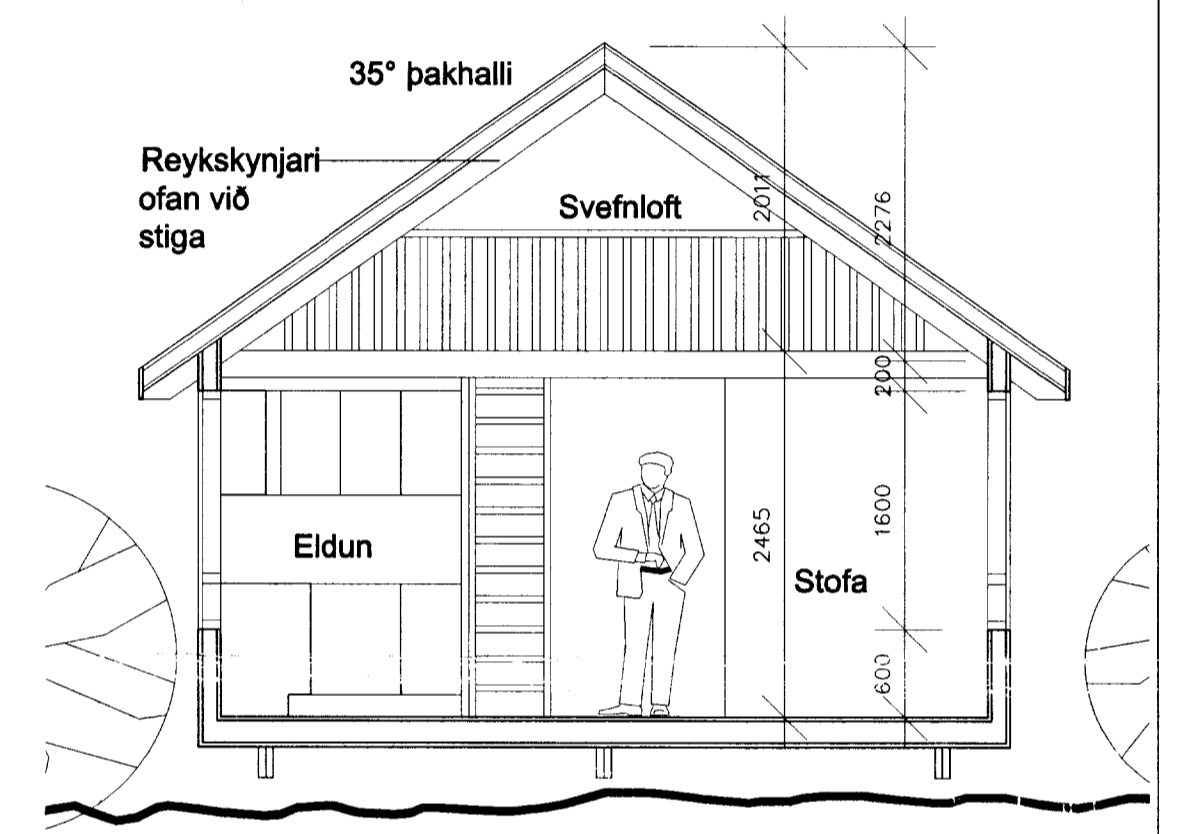 35° þakhalli
Reykskynjari
ofan við
stiga
Svefnloft
2011
2276
200
Eldun
2465
1600
Stofa
600